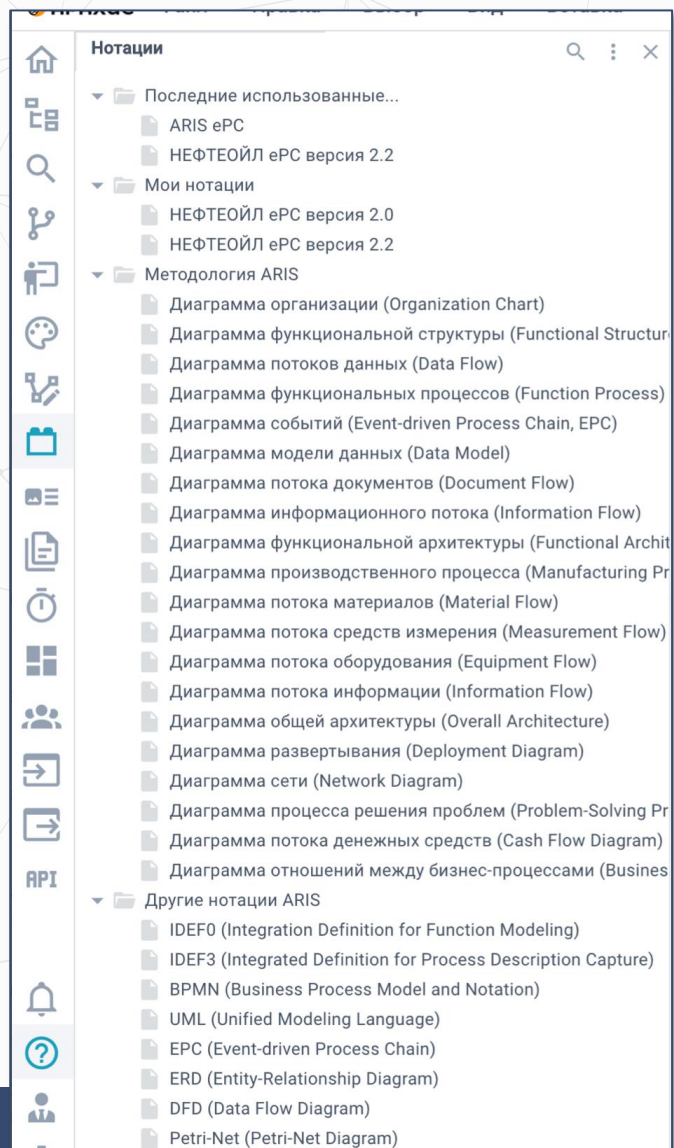 Нотации
Последние использованные...
ARIS ePC
НЕФТЕОЙЛ ePC версия 2.2
Мои нотации
НЕФТЕОЙЛ ePC версия 2.0
НЕФТЕОЙЛ ePC версия 2.2
Методология ARIS
Диаграмма организации (Organization Chart)
Диаграмма функциональной структуры (Functional Structur
Диаграмма потоков данных (Data Flow)
Диаграмма функциональных процессов (Function Process)
Диаграмма событий (Event-driven Process Chain, EPC)
Диаграмма модели данных (Data Model)
Диаграмма потока документов (Document Flow)
Диаграмма информационного потока (Information Flow)
Диаграмма функциональной архитектуры (Functional Archit
Диаграмма производственного процесса (Manufacturing Pr
Диаграмма потока материалов (Material Flow)
Диаграмма потока средств измерения (Measurement Flow)
Диаграмма потока оборудования (Equipment Flow)
Диаграмма потока информации (Information Flow)
Диаграмма общей архитектуры (Overall Architecture)
Диаграмма развертывания (Deployment Diagram)
Диаграмма сети (Network Diagram)
Диаграмма процесса решения проблем (Problem-Solving Pr
Диаграмма потока денежных средств (Cash Flow Diagram)
Диаграмма отношений между бизнес-процессами (Busines
API
Другие нотации ARIS
IDEF0 (Integration Definition for Function Modeling)
IDEF3 (Integrated Definition for Process Description Capture)
BPMN (Business Process Model and Notation)
UML (Unified Modeling Language)
EPC (Event-driven Process Chain)
ERD (Entity-Relationship Diagram)
DFD (Data Flow Diagram)
Petri-Net (Petri-Net Diagram)